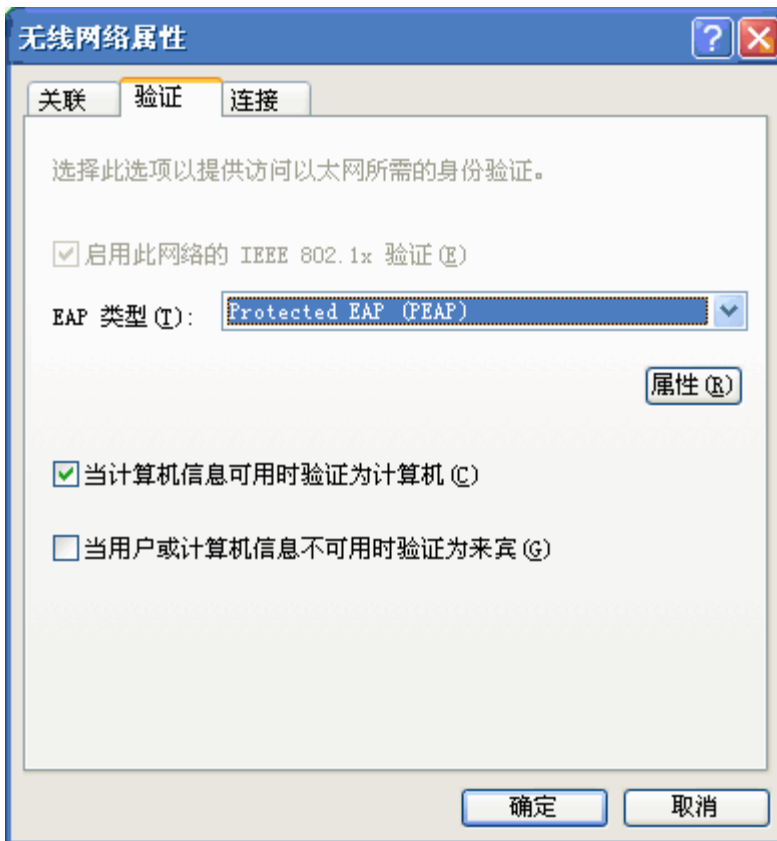 无线网络属性
关联 验证 连接
选择此选项以提供访问以太网所需的身份验证。
启用此网络的 IEEE 802.1x 验证(E)
EAP 类型(T): Protected EAP (PEAP)
属性(R)
当计算机信息可用时验证为计算机(C)
当用户或计算机信息不可用时验证为来宾(G)
确定 取消